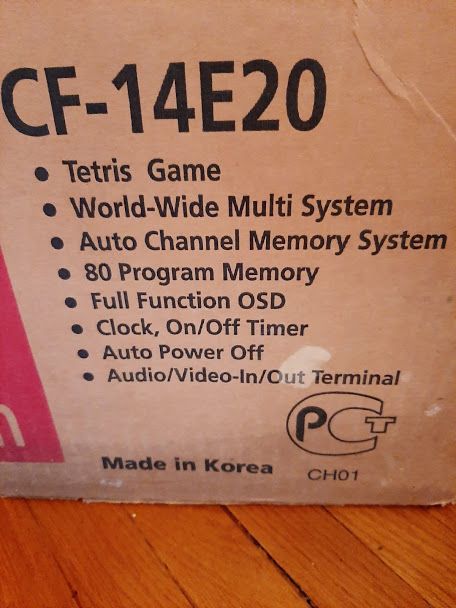 CF-14E20
• Tetris Game
• World-Wide Multi System
• Auto Channel Memory System
• 80 Program Memory
• Full Function OSD
• Clock, On/Off Timer
• Auto Power Off
• Audio/Video-In/Out Terminal
PCT
n
Made in Korea
CH01